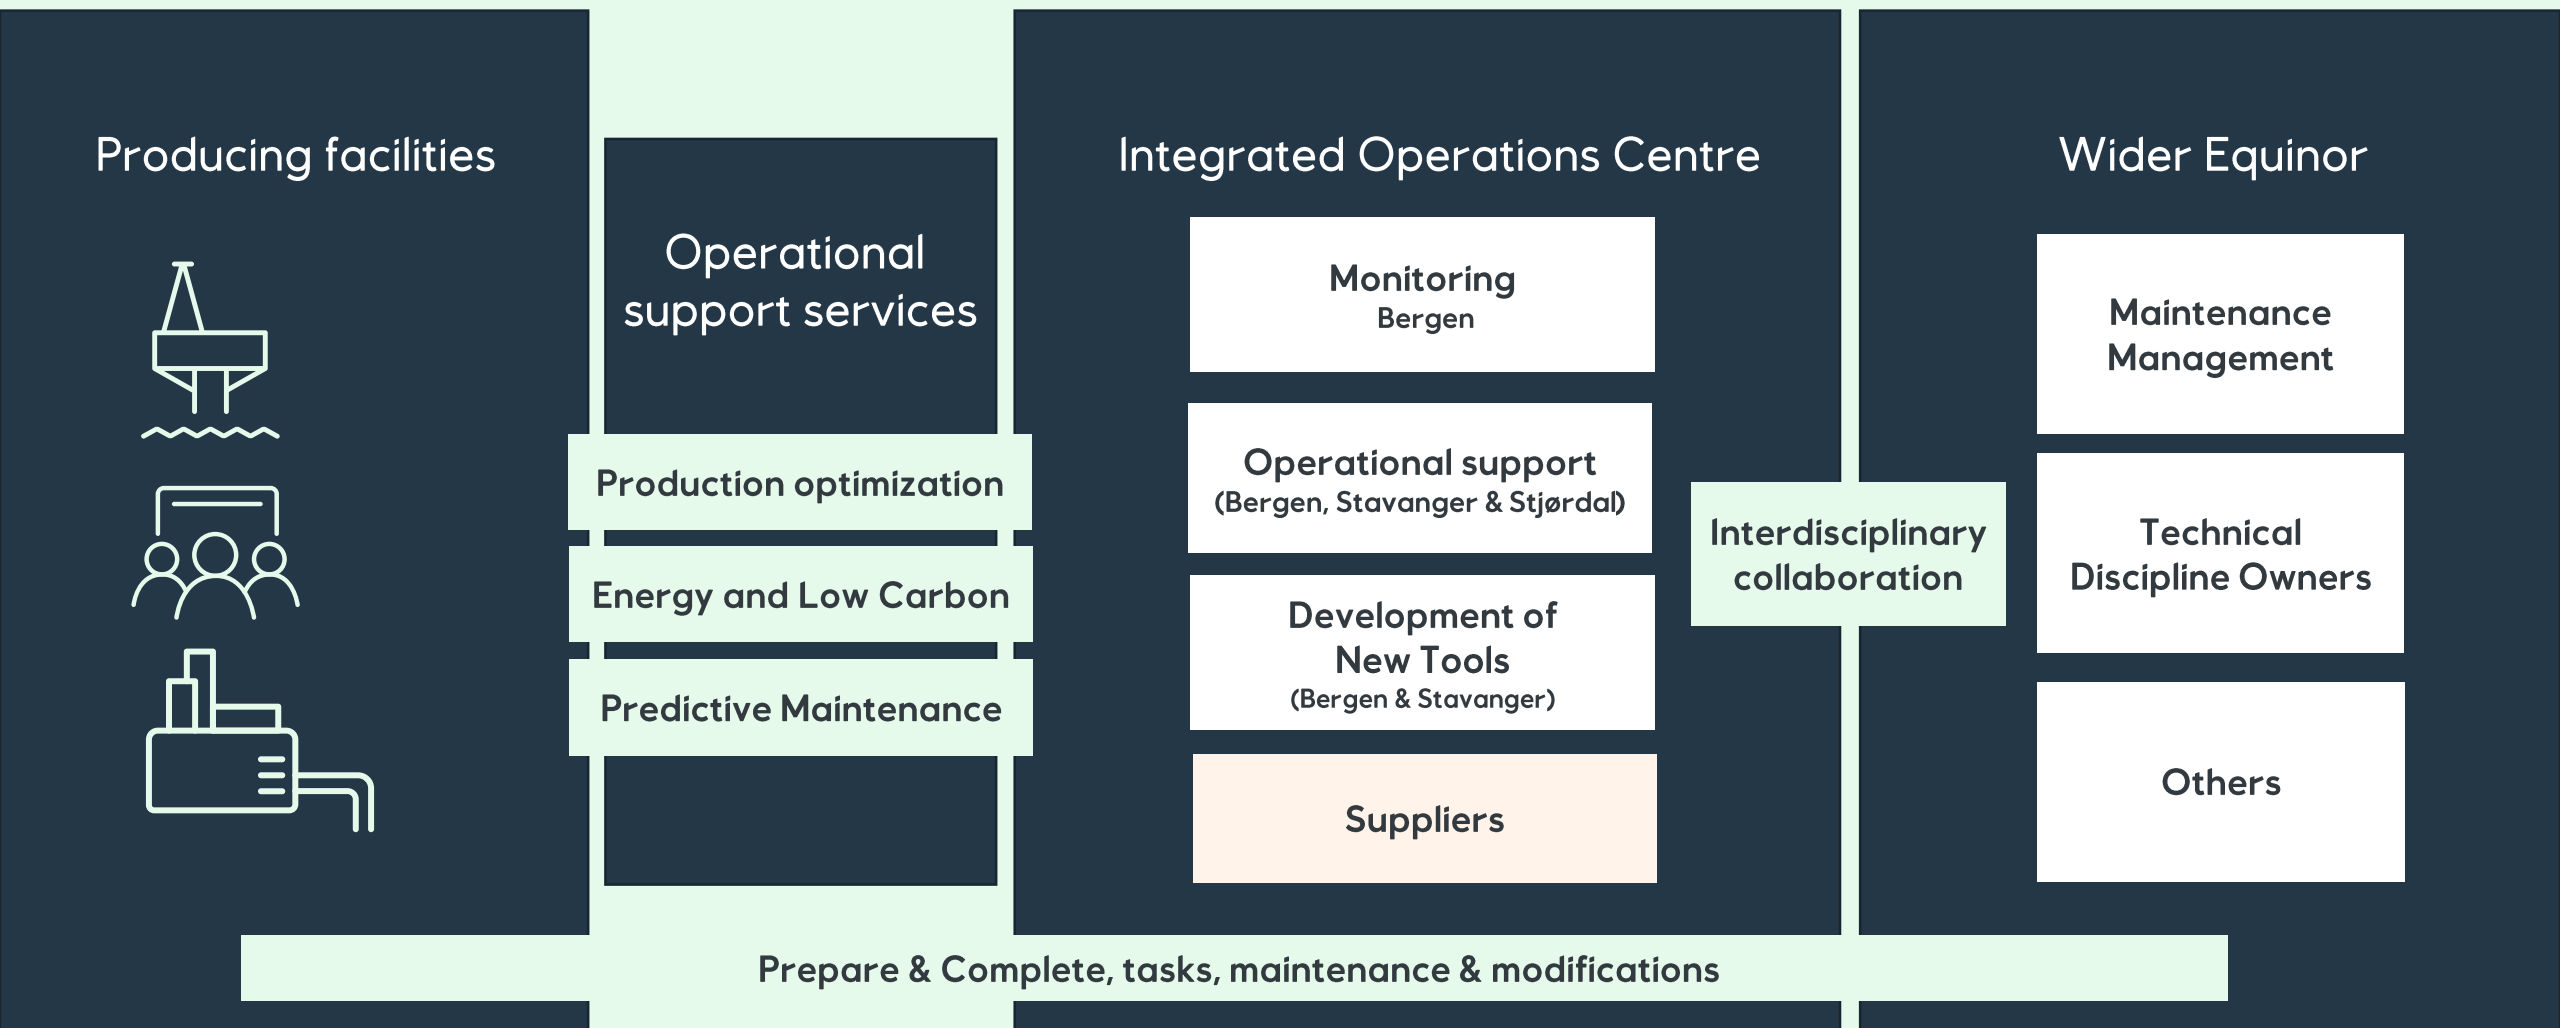 Producing facilities
Operational
support services
Production optimization
Energy and Low Carbon
Predictive Maintenance
Integrated Operations Centre
Monitoring
Bergen
Operational support
(Bergen, Stavanger & Stjørdal)
Development of
New Tools
(Bergen & Stavanger)
Suppliers
Interdisciplinary
collaboration
Wider Equinor
Maintenance
Management
Technical
Discipline Owners
Others
Prepare & Complete, tasks, maintenance & modifications